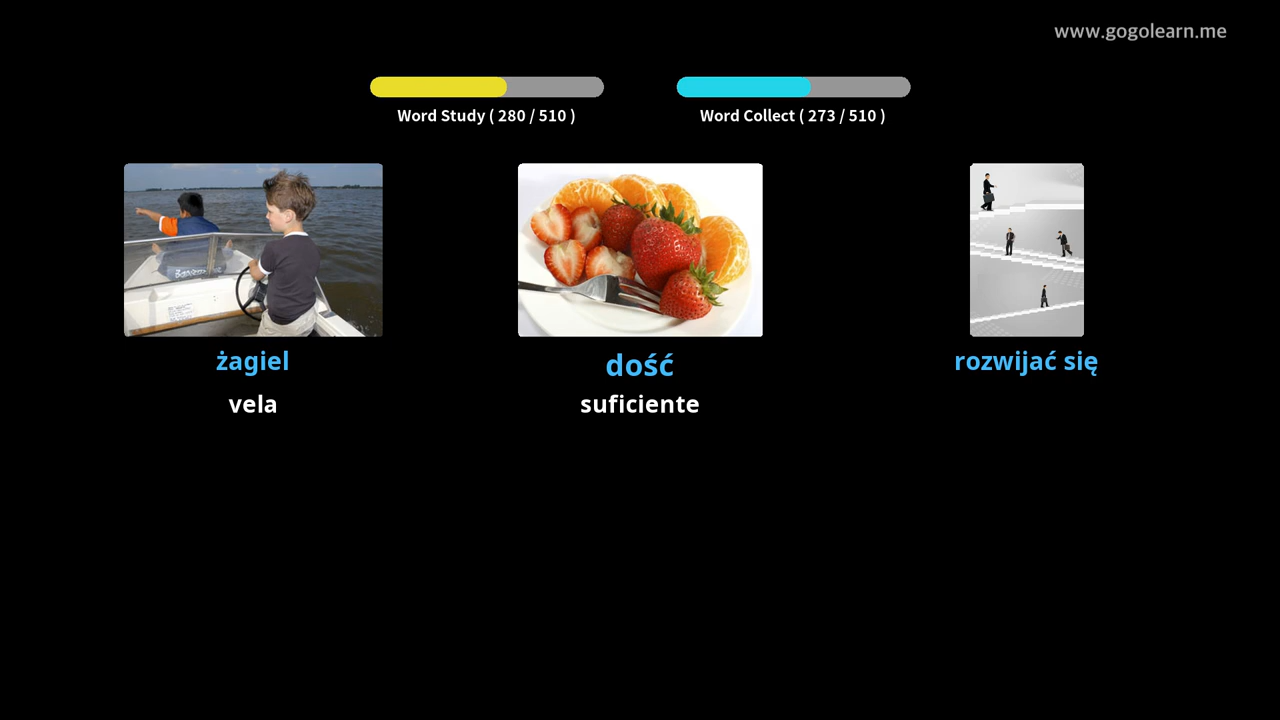 www.gogolearn.me
Word Study ( 280 / 510 )
Word Collect ( 273 / 510 )
żagiel
vela
dość
suficiente
rozwijać się